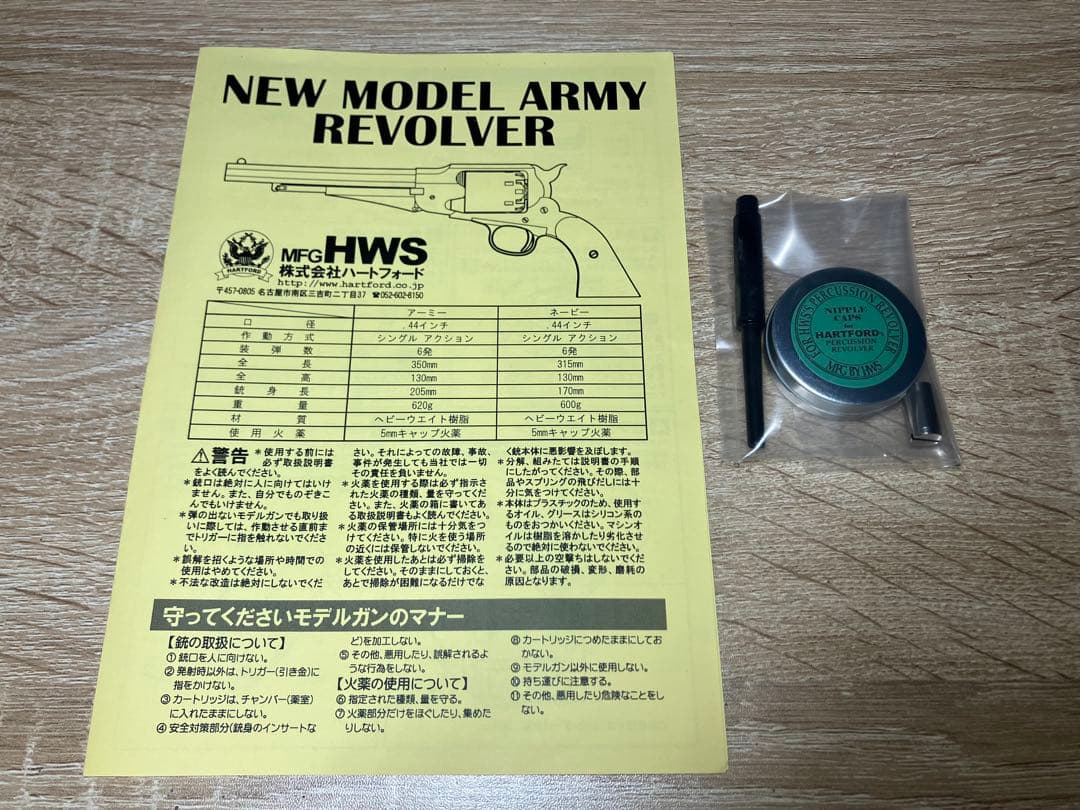 NEW MODEL ARMY
REVOLVER
HARTFORD
MFG HWS
株式会社ハートフォード
http://www.hartford.co.jp
〒457-0805 名古屋市南区三吉町二丁目37 ☎052-602-8150
アーミー ネービー
口径 .44インチ .44インチ
作動方式 シングル アクション シングル アクション
装弾数 6発 6発
全長 350mm 315mm
全高 130mm 130mm
銃身長 205mm 170mm
重量 620g 600g
材質 ヘビーウエイト樹脂 ヘビーウエイト樹脂
使用火薬 5mmキャップ火薬 5mmキャップ火薬
⚠警告 *使用する前には
必ず取扱説明書
をよく読んでください。
*銃口は絶対に人に向けてはいけ
ません。また、自分でものぞきこ
んでもいけません。
*弾の出ないモデルガンでも取り扱
いに際しては、作動させる直前ま
でトリガーに指を触れないでくださ
い。
*誤解を招くような場所や時間での
使用はやめてください。
*不法な改造は絶対にしないでくだ
さい。それによっての故障、事故、
事件が発生しても当社では一切
その責任を負いません。
*火薬を使用する際は必ず指示さ
れた火薬の種類、量を守ってくだ
さい。また、火薬の箱に書いてあ
る取扱説明書もよく読んでください。
*火薬の保管場所には十分気をつ
けてください。特に火を使う場所
の近くには保管しないでください。
*火薬を使用したあとは必ず掃除を
してください。そのままにしておくと、
あとで掃除が困難になるだけでな
く銃本体に悪影響を及ぼします。
*分解、組みたては説明書の手順
にしたがってください。その際、部
品やスプリングの飛びだしには十
分に気をつけてください。
*本体はプラスチックのため、使用す
るオイル、グリースはシリコン系の
ものをおつかいください。マシンオ
イルは樹脂を溶かしたり劣化させ
るので絶対に使わないでください。
*必要以上の空撃ちはしないでくだ
さい。部品の破損、変形、磨耗の
原因となります。
守ってくださいモデルガンのマナー
【銃の取扱について】
①銃口を人に向けない。
②発射時以外は、トリガー(引き金)に
指をかけない。
③カートリッジは、チャンバー(薬室)
に入れたままにしない。
④安全対策部分(銃身のインサートな
ど)を加工しない。
⑤その他、悪用したり、誤解されるよ
うな行為をしない。
【火薬の使用について】
⑥指定された種類、量を守る。
⑦火薬部分だけをほぐしたり、集めた
りしない。
⑧カートリッジにつめたままにしてお
かない。
⑨モデルガン以外に使用しない。
⑩持ち運びに注意する。
⑪その他、悪用したり危険なことをし
ない。
FOR HWS'S PERCUSSION REVOLVER
NIPPLE
CAPS
for
HARTFORD
PERCUSSION
REVOLVER
MFG BY HWS